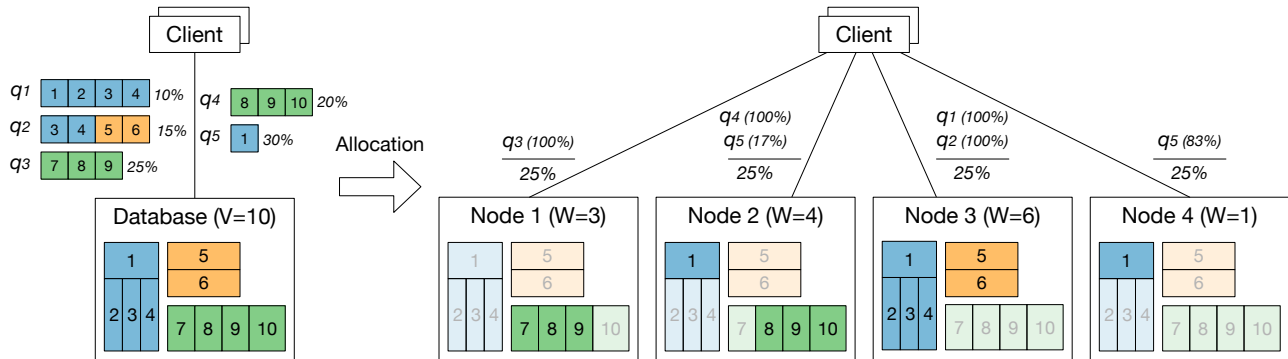 Client
q1 1 2 3 4 10%
q2 3 4 5 6 15%
q3 7 8 9 25%
q4 8 9 10 20%
q5 1 30%
Database (V=10)
1
2 3 4
5
6
7 8 9 10
Allocation
Client
q3 (100%)
25%
q4 (100%)
q5 (17%)
25%
q1 (100%)
q2 (100%)
25%
q5 (83%)
25%
Node 1 (W=3)
1
2 3 4
5
6
7 8 9 10
Node 2 (W=4)
1
2 3 4
5
6
7 8 9 10
Node 3 (W=6)
1
2 3 4
5
6
7 8 9 10
Node 4 (W=1)
1
2 3 4
5
6
7 8 9 10